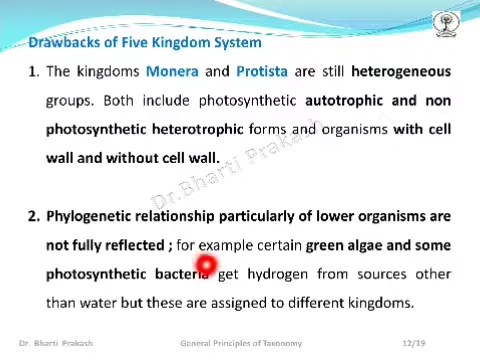 Drawbacks of Five Kingdom System
1. The kingdoms Monera and Protista are still heterogeneous
groups. Both include photosynthetic autotrophic and non
photosynthetic heterotrophic forms and organisms with cell
wall and without cell wall.
Dr.Bharti Prakash
2. Phylogenetic relationship particularly of lower organisms are
not fully reflected ; for example certain green algae and some
photosynthetic bacteria get hydrogen from sources other
than water but these are assigned to different kingdoms.
Dr. Bharti Prakash General Principles of Taxonomy 12/19